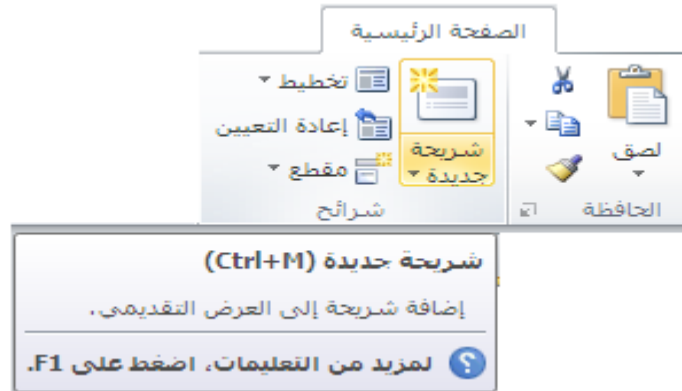 الصفحة الرئيسية
لصق
الحافظة
شريحة
جديدة
تخطيط
إعادة التعيين
مقطع
شرائح
شريحة جديدة (Ctrl+M)
إضافة شريحة إلى العرض التقديمي.
لمزيد من التعليمات، اضغط على F1.